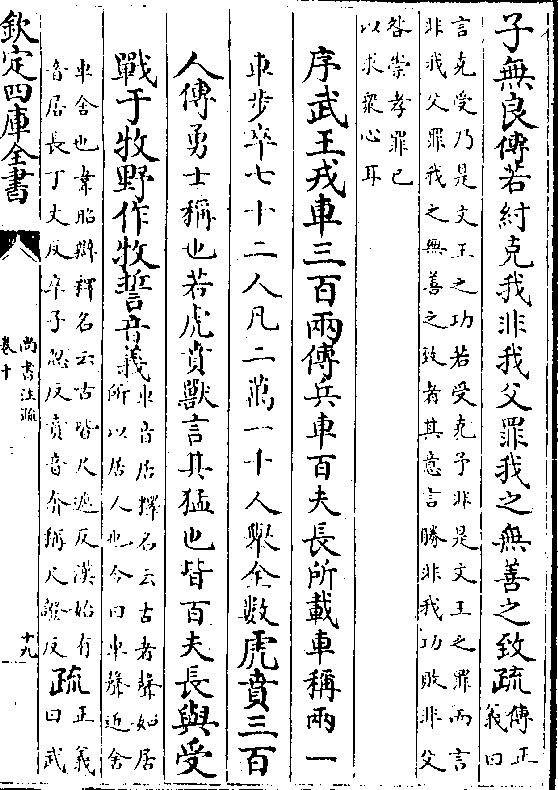 子無良傳若紂克我非我父罪我之無善之致疏傳正義曰
言克受乃是文王之功若受克予非是文王之罪而言
非我父罪我之無善之致者其意言勝非我功敗非父
咎崇孝罪已
以求衆心耳
序武王戎車三百兩傳兵車百夫長所載車稱兩一
車步卒七十二人凡二萬一千人舉全數虎賁三百
人傳勇士稱也若虎賁獸言其猛也皆百夫長與受
戰于牧野作牧誓音義車音居釋名云古者聲如居
所以居人也今曰車聲近舍
車舍也韋昭辯釋名云古皆尺遮反漢始有
音居長丁丈反卒子忽反賁音奔稱尺證反疏正義曰武
欽定四庫全書
尚書注疏
卷十
十九